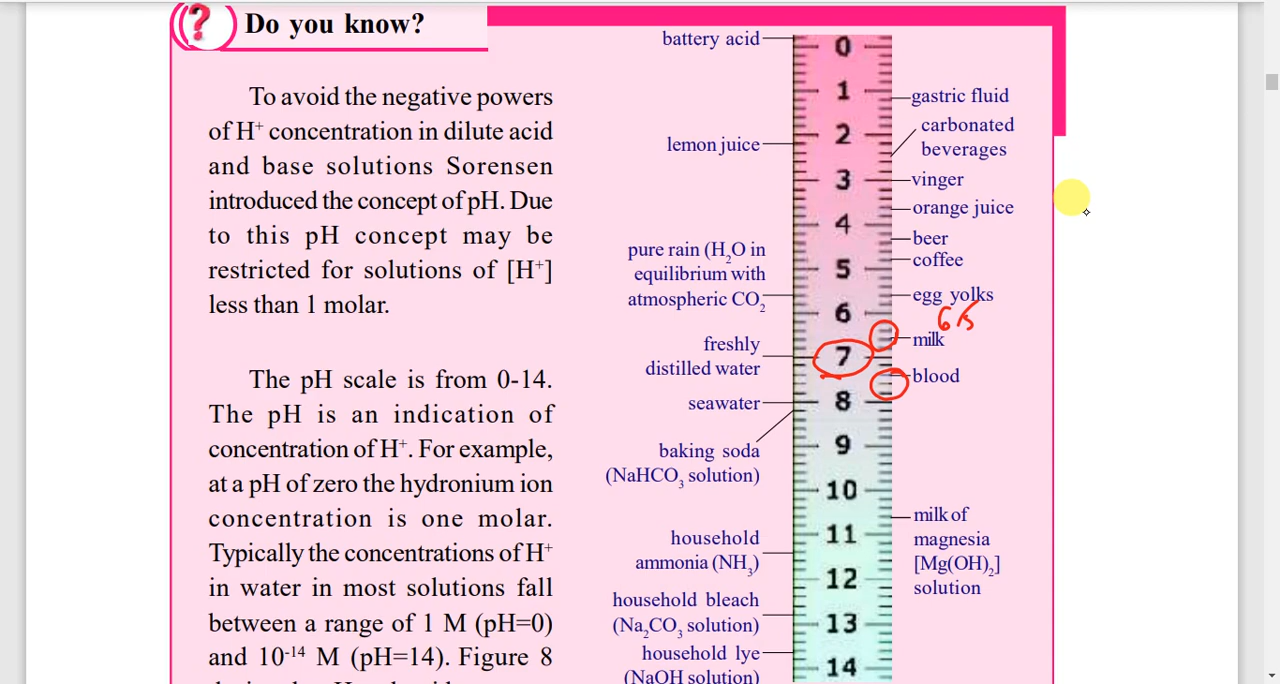 ?
Do you know?
To avoid the negative powers
of H⁺ concentration in dilute acid
and base solutions Sorensen
introduced the concept of pH. Due
to this pH concept may be
restricted for solutions of [H⁺]
less than 1 molar.
The pH scale is from 0-14.
The pH is an indication of
concentration of H⁺. For example,
at a pH of zero the hydronium ion
concentration is one molar.
Typically the concentrations of H⁺
in water in most solutions fall
between a range of 1 M (pH=0)
and 10⁻¹⁴ M (pH=14). Figure 8
battery acid
lemon juice
pure rain (H₂O in
equilibrium with
atmospheric CO₂
freshly
distilled water
seawater
baking soda
(NaHCO₃ solution)
household
ammonia (NH₃)
household bleach
(Na₂CO₃ solution)
household lye
(NaOH solution)
0
1
2
3
4
5
6
7
8
9
10
11
12
13
14
gastric fluid
carbonated
beverages
vinger
orange juice
beer
coffee
egg yolks
milk
blood
milk of
magnesia
[Mg(OH)₂]
solution